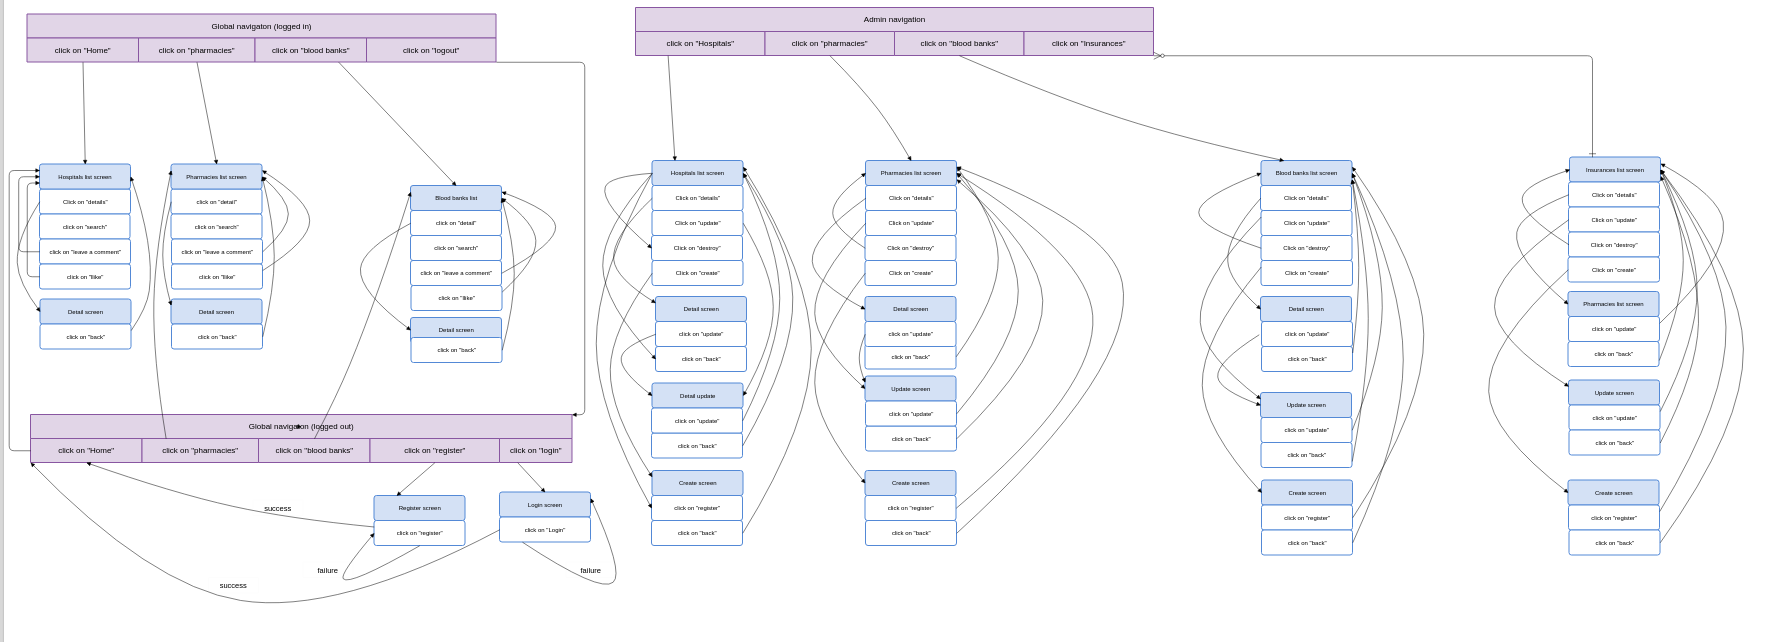 Global navigaton (logged in)
click on "Home"
click on "pharmacies"
click on "blood banks"
click on "logout"
Hospitals list screen
Click on "details"
click on "search"
click on "leave a comment"
click on "llike"
Detail screen
click on "back"
Pharmacies list screen
click on "detail"
click on "search"
click on "leave a comment"
click on "llike"
Detail screen
click on "back"
Blood banks list
click on "detail"
click on "search"
click on "leave a comment"
click on "llike"
Detail screen
click on "back"
Global navigaton (logged out)
click on "Home"
click on "pharmacies"
click on "blood banks"
click on "register"
click on "login"
Register screen
click on "register"
Login screen
click on "Login"
success
failure
failure
success
Admin navigation
click on "Hospitals"
click on "pharmacies"
click on "blood banks"
click on "Insurances"
Hospitals list screen
Click on "details"
Click on "update"
Click on "destroy"
Click on "create"
Detail screen
click on "update"
click on "back"
Detail update
click on "update"
click on "back"
Create screen
click on "register"
click on "back"
Pharmacies list screen
Click on "details"
Click on "update"
Click on "destroy"
Click on "create"
Detail screen
click on "update"
click on "back"
Update screen
click on "update"
click on "back"
Create screen
click on "register"
click on "back"
Blood banks list screen
Click on "details"
Click on "update"
Click on "destroy"
Click on "create"
Detail screen
click on "update"
click on "back"
Update screen
click on "update"
click on "back"
Create screen
click on "register"
click on "back"
Insurances list screen
Click on "details"
Click on "update"
Click on "destroy"
Click on "create"
Pharmacies list screen
click on "update"
click on "back"
Update screen
click on "update"
click on "back"
Create screen
click on "register"
click on "back"